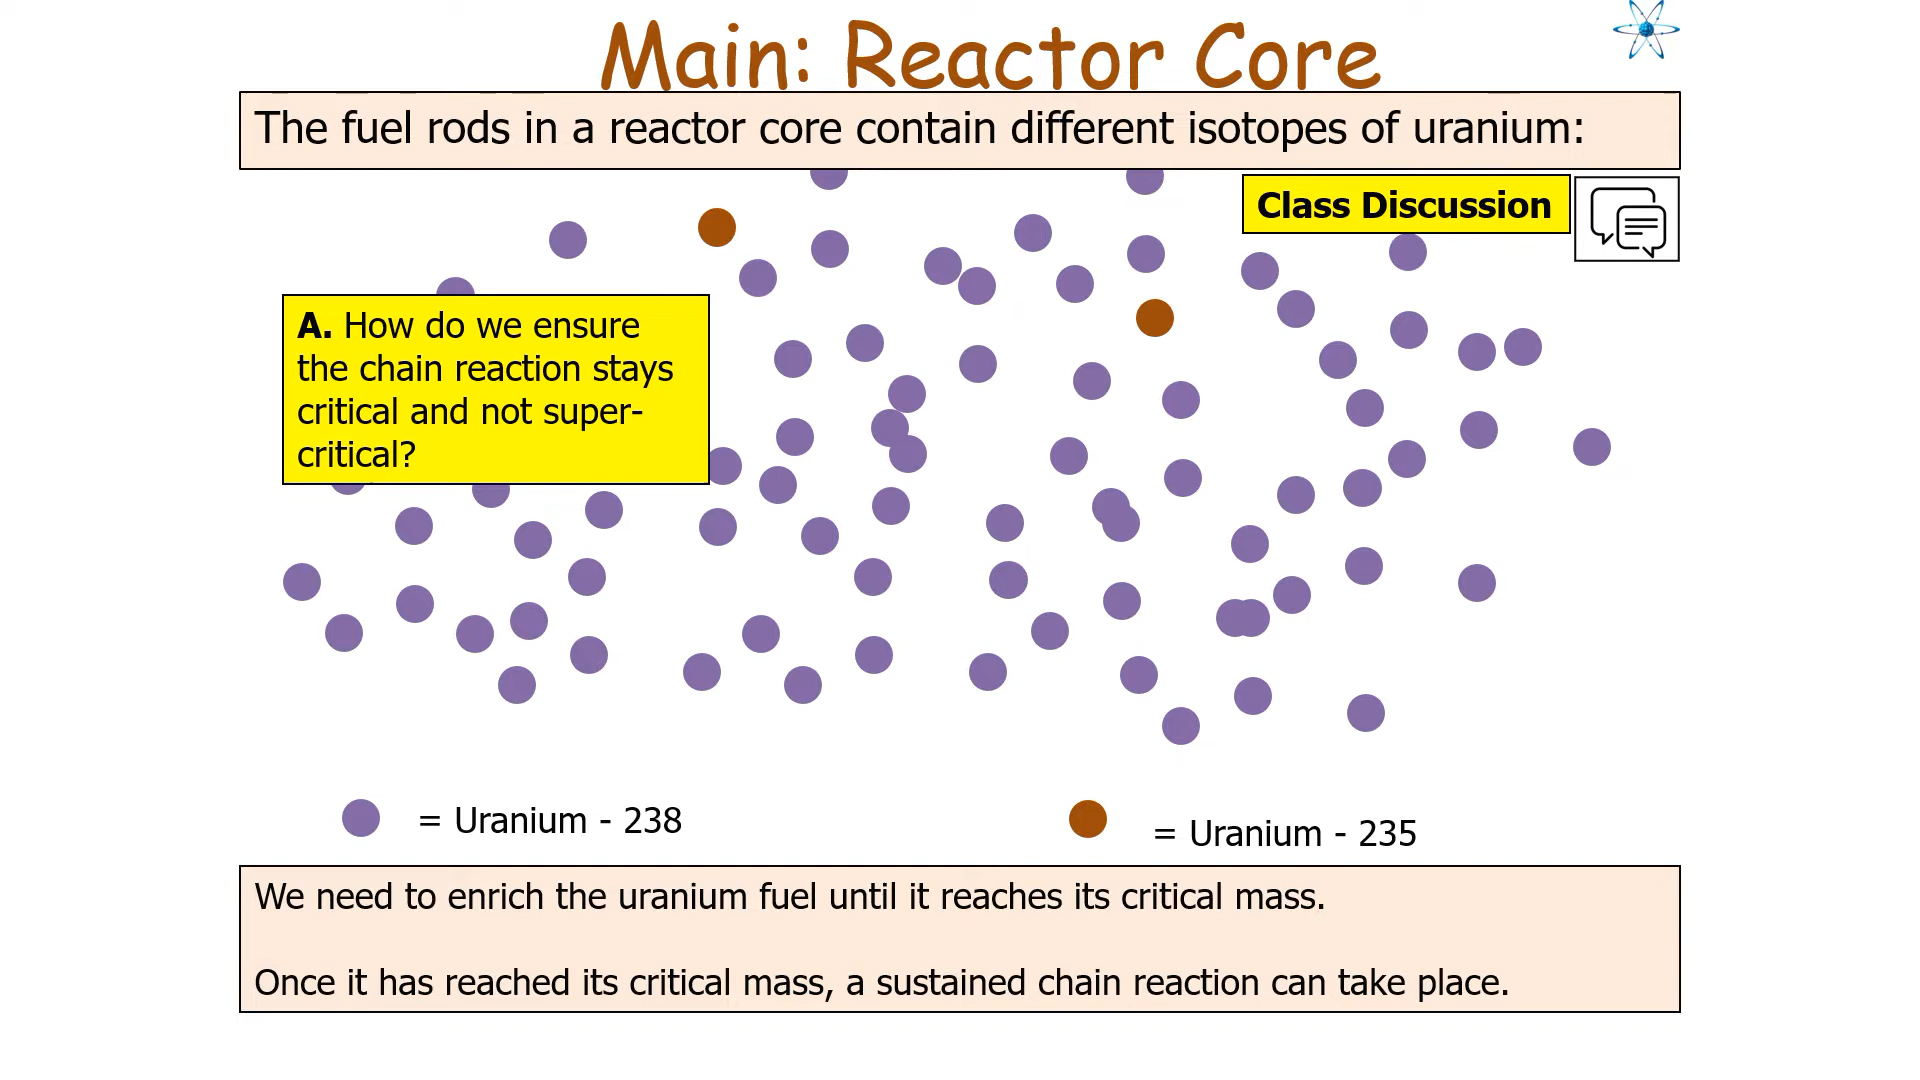 Main: Reactor Core
The fuel rods in a reactor core contain different isotopes of uranium:
Class Discussion
A. How do we ensure
the chain reaction stays
critical and not super-
critical?
= Uranium - 238
= Uranium - 235
We need to enrich the uranium fuel until it reaches its critical mass.
Once it has reached its critical mass, a sustained chain reaction can take place.